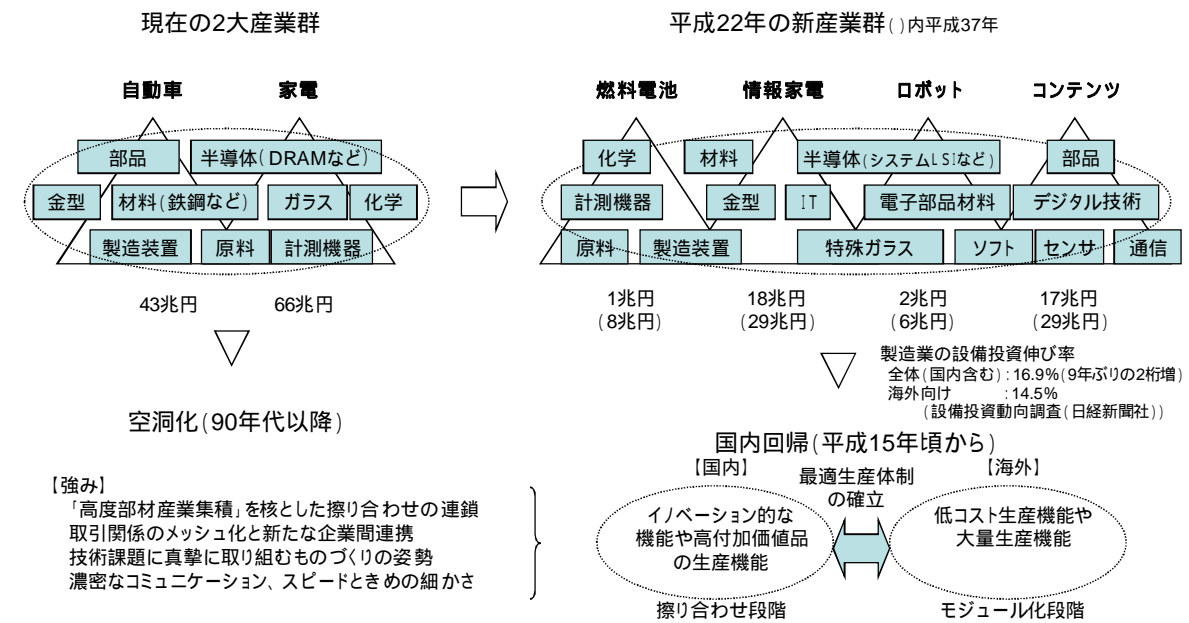 現在の2大産業群
平成22年の新産業群( )内平成37年
自動車
家電
燃料電池
情報家電
ロボット
コンテンツ
部品
半導体(DRAMなど)
金型
材料(鉄鋼など)
ガラス
化学
製造装置
原料
計測機器
化学
材料
半導体(システムLSIなど)
部品
計測機器
金型
IT
電子部品材料
デジタル技術
原料
製造装置
特殊ガラス
ソフト
センサ
通信
43兆円
66兆円
1兆円
(8兆円)
18兆円
(29兆円)
2兆円
(6兆円)
17兆円
(29兆円)
製造業の設備投資伸び率
全体(国内含む):16.9%(9年ぶりの2桁増)
海外向け :14.5%
(設備投資動向調査(日経新聞社))
空洞化(90年代以降)
国内回帰(平成15年頃から)
【強み】
「高度部材産業集積」を核とした擦り合わせの連鎖
取引関係のメッシュ化と新たな企業間連携
技術課題に真摯に取り組むものづくりの姿勢
濃密なコミュニケーション、スピードときめの細かさ
【国内】
イノベーション的な
機能や高付加価値品
の生産機能
擦り合わせ段階
最適生産体制
の確立
【海外】
低コスト生産機能や
大量生産機能
モジュール化段階